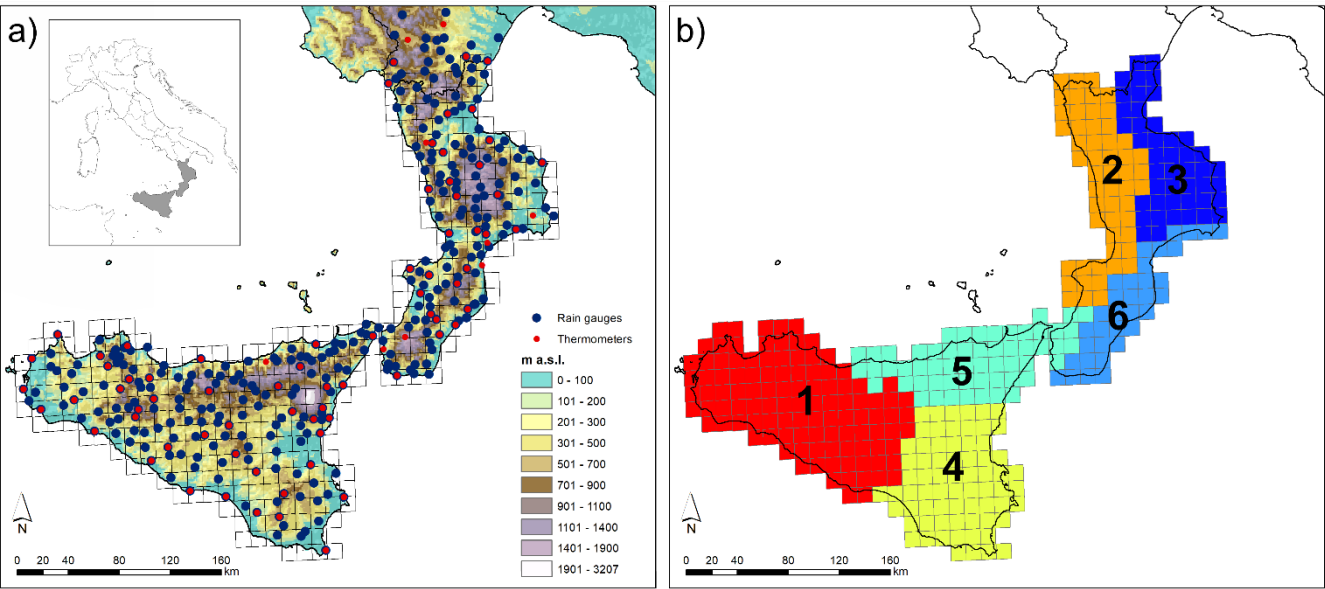 a)
Rain gauges
Thermometers
m a.s.l.
0 - 100
101 - 200
201 - 300
301 - 500
501 - 700
701 - 900
901 - 1100
1101 - 1400
1401 - 1900
1901 - 3207
N
0 20 40 80 120 160
km
b)
2
3
6
5
1
4
N
0 20 40 80 120 160
km